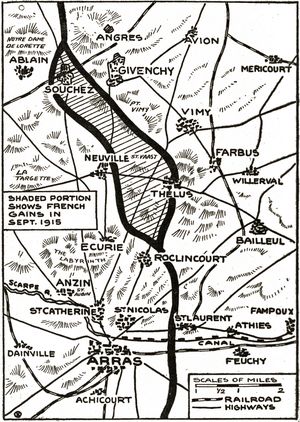 NOTRE DAME
DE LORETTE
ANGRES
AVION
ABLAIN
GIVENCHY
MERICOURT
SOUCHEZ
PT.
VIMY
VIMY
NEUVILLE ST. VAAST
FARBUS
LA
TARGETTE
WILLERVAL
THELUS
SHADED PORTION
SHOWS FRENCH
GAINS IN
SEPT. 1915
BAILLEUL
ECURIE
THE LABYRINTH
ROCLINCOURT
ANZIN
ST. AUBIN
SCARPE R.
ST CATHERINE
ST NICOLAS
ST LAURENT
FAMPOUX
ATHIES
CANAL
DAINVILLE
ARRAS
FEUCHY
ACHICOURT
SCALES OF MILES
1 1/2 1 2
RAILROAD
HIGHWAYS